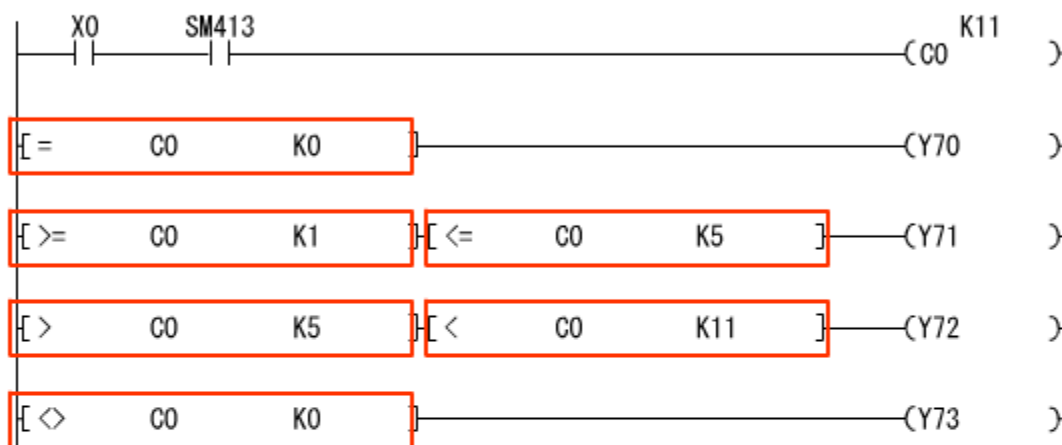 X0 SM413 K11
(C0 )
[= C0 K0 ] (Y70 )
[>= C0 K1 ] [<= C0 K5 ] (Y71 )
[> C0 K5 ] [< C0 K11 ] (Y72 )
[<> C0 K0 ] (Y73 )